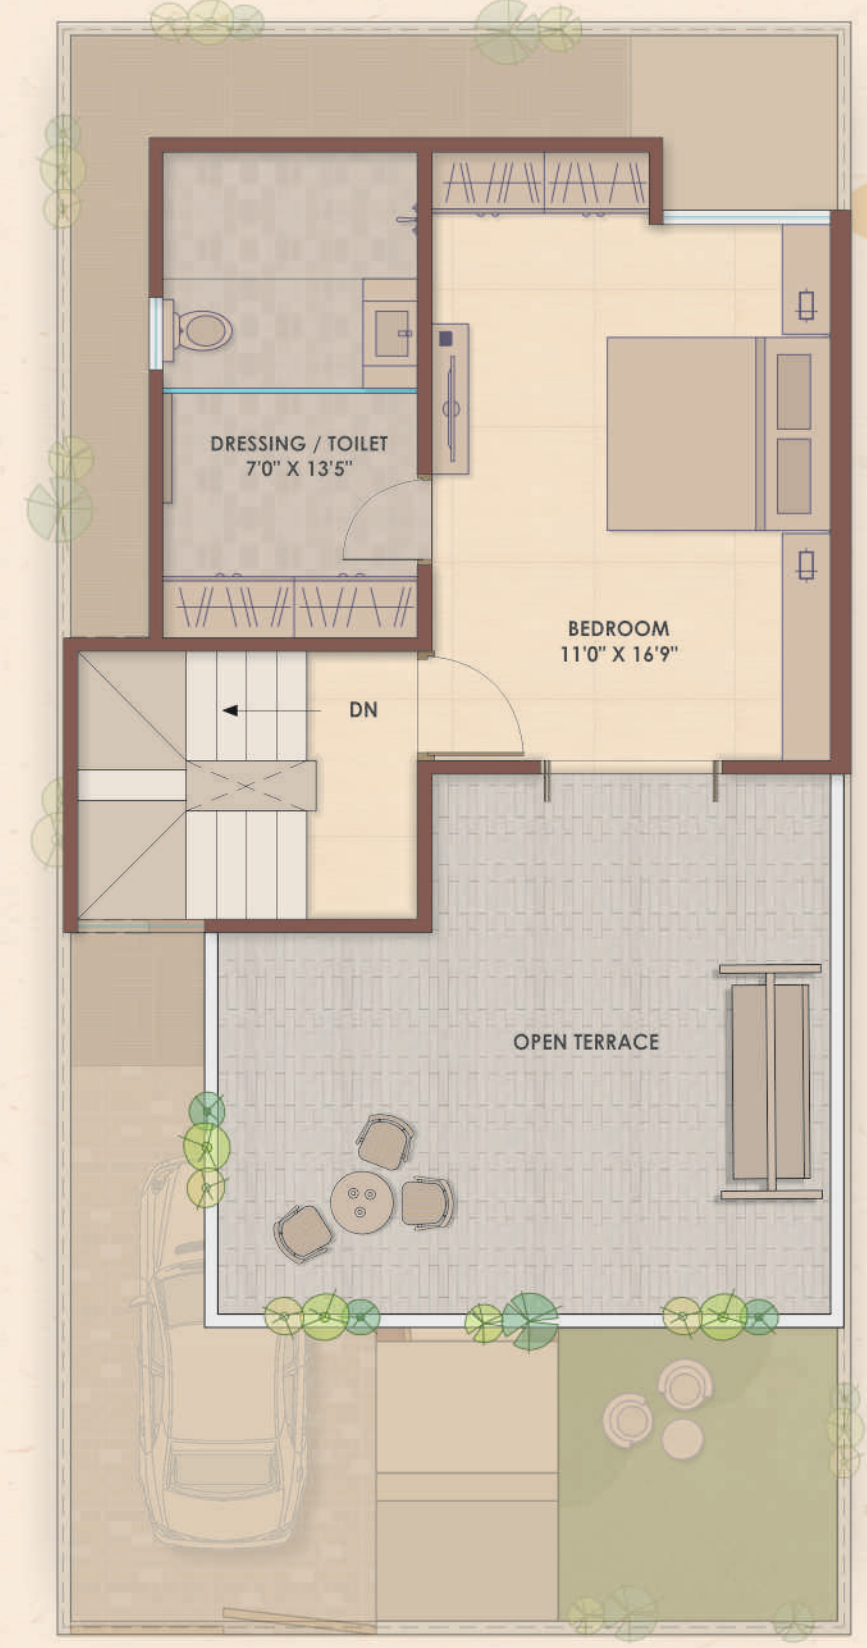 DRESSING / TOILET
7'0" X 13'5"
BEDROOM
11'0" X 16'9"
DN
OPEN TERRACE